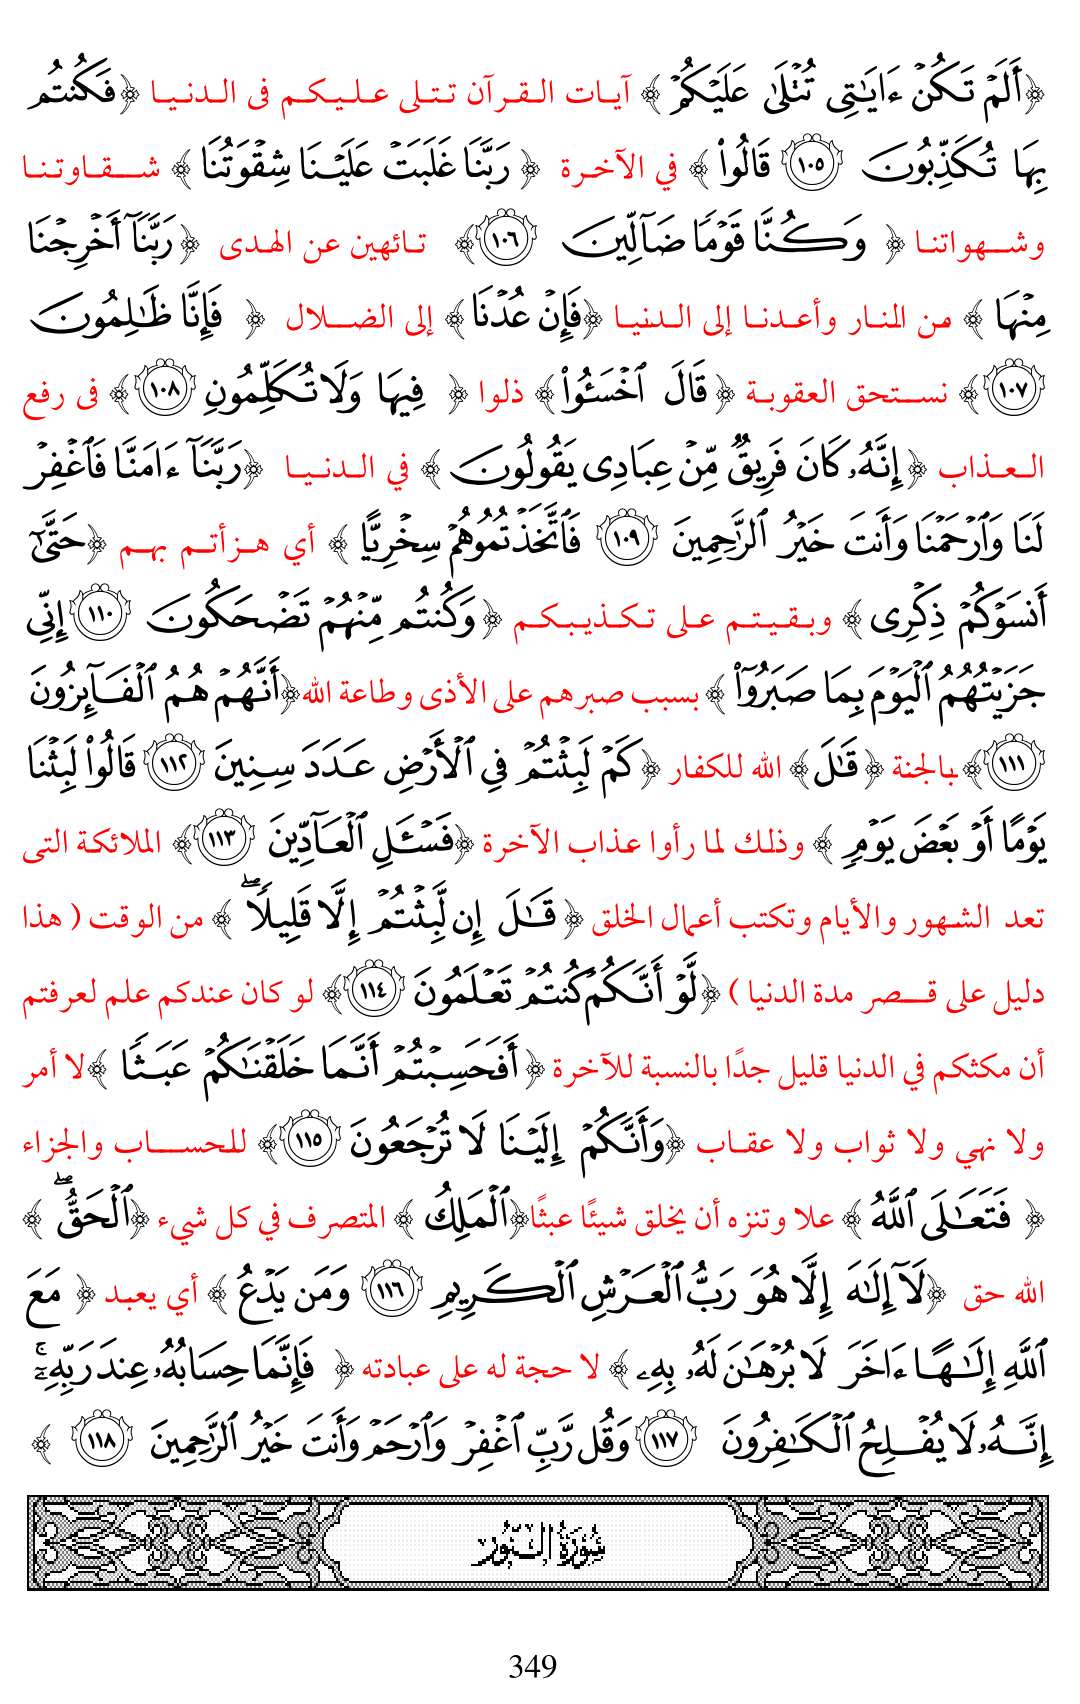 ﴿أَلَمْ تَكُنْ ءَايَٰتِى تُتْلَىٰ عَلَيْكُمْ ﴾ آيات القرآن تتلى عليكم فى الدنيا ﴿فَكُنتُم
بِهَا تُكَذِّبُونَ ١٠٥ قَالُوا۟ ﴾ في الآخرة ﴿ رَبَّنَا غَلَبَتْ عَلَيْنَا شِقْوَتُنَا ﴾ شقاوتنا
وشهواتنا ﴿ وَكُنَّا قَوْمًا ضَآلِّينَ ١٠٦ ﴾ تائهين عن الهدى ﴿رَبَّنَآ أَخْرِجْنَا
مِنْهَا ﴾ من النار وأعدنا إلى الدنيا ﴿فَإِنْ عُدْنَا﴾ إلى الضلال ﴿ فَإِنَّا ظَٰلِمُونَ
١٠٧ ﴾ نستحق العقوبة ﴿ قَالَ ٱخْسَـُٔوا۟﴾ ذلوا ﴿ فِيهَا وَلَا تُكَلِّمُونِ ١٠٨ ﴾ فى رفع
العذاب ﴿ إِنَّهُۥ كَانَ فَرِيقٌ مِّنْ عِبَادِى يَقُولُونَ ﴾ في الدنيا ﴿رَبَّنَآ ءَامَنَّا فَٱغْفِرْ
لَنَا وَٱرْحَمْنَا وَأَنتَ خَيْرُ ٱلرَّٰحِمِينَ ١٠٩ فَٱتَّخَذْتُمُوهُمْ سِخْرِيًّا ﴾ أي هزأتم بهم ﴿حَتَّىٰٓ
أَنسَوْكُمْ ذِكْرِى ﴾ وبقيتم على تكذيبكم ﴿ وَكُنتُم مِّنْهُمْ تَضْحَكُونَ ١١٠ إِنِّى
جَزَيْتُهُمُ ٱلْيَوْمَ بِمَا صَبَرُوٓا۟ ﴾ بسبب صبرهم على الأذى وطاعة الله﴿أَنَّهُمْ هُمُ ٱلْفَآئِزُونَ
١١١ ﴾بالجنة ﴿ قَٰلَ ﴾ الله للكفار ﴿كَمْ لَبِثْتُمْ فِى ٱلْأَرْضِ عَدَدَ سِنِينَ ١١٢ قَالُوا۟ لَبِثْنَا
يَوْمًا أَوْ بَعْضَ يَوْمٍ ﴾ وذلك لما رأوا عذاب الآخرة ﴿فَسْـَٔلِ ٱلْعَآدِّينَ ١١٣ ﴾ الملائكة التى
تعد الشهور والأيام وتكتب أعمال الخلق ﴿ قَٰلَ إِن لَّبِثْتُمْ إِلَّا قَلِيلًا ۖ ﴾ من الوقت ( هذا
دليل على قصر مدة الدنيا ) ﴿لَّوْ أَنَّكُمْ كُنتُمْ تَعْلَمُونَ ١١٤ ﴾ لو كان عندكم علم لعرفتم
أن مكثكم في الدنيا قليل جدًا بالنسبة للآخرة ﴿ أَفَحَسِبْتُمْ أَنَّمَا خَلَقْنَٰكُمْ عَبَثًا ﴾لا أمر
ولا نهي ولا ثواب ولا عقاب ﴿وَأَنَّكُمْ إِلَيْنَا لَا تُرْجَعُونَ ١١٥ ﴾ للحساب والجزاء
﴿ فَتَعَٰلَى ٱللَّهُ ﴾ علا وتنزه أن يخلق شيئًا عبثًا﴿ٱلْمَلِكُ ﴾ المتصرف في كل شيء ﴿ٱلْحَقُّ ۖ ﴾
الله حق ﴿لَآ إِلَٰهَ إِلَّا هُوَ رَبُّ ٱلْعَرْشِ ٱلْكَرِيمِ ١١٦ وَمَن يَدْعُ ﴾ أي يعبد ﴿ مَعَ
ٱللَّهِ إِلَٰهًا ءَاخَرَ لَا بُرْهَٰنَ لَهُۥ بِهِۦ ﴾ لا حجة له على عبادته ﴿ فَإِنَّمَا حِسَابُهُۥ عِندَ رَبِّهِۦٓ ۚ
إِنَّهُۥ لَا يُفْلِحُ ٱلْكَٰفِرُونَ ١١٧ وَقُل رَّبِّ ٱغْفِرْ وَٱرْحَمْ وَأَنتَ خَيْرُ ٱلرَّٰحِمِينَ ١١٨ ﴾
سُورَةُ النُّورِ
349